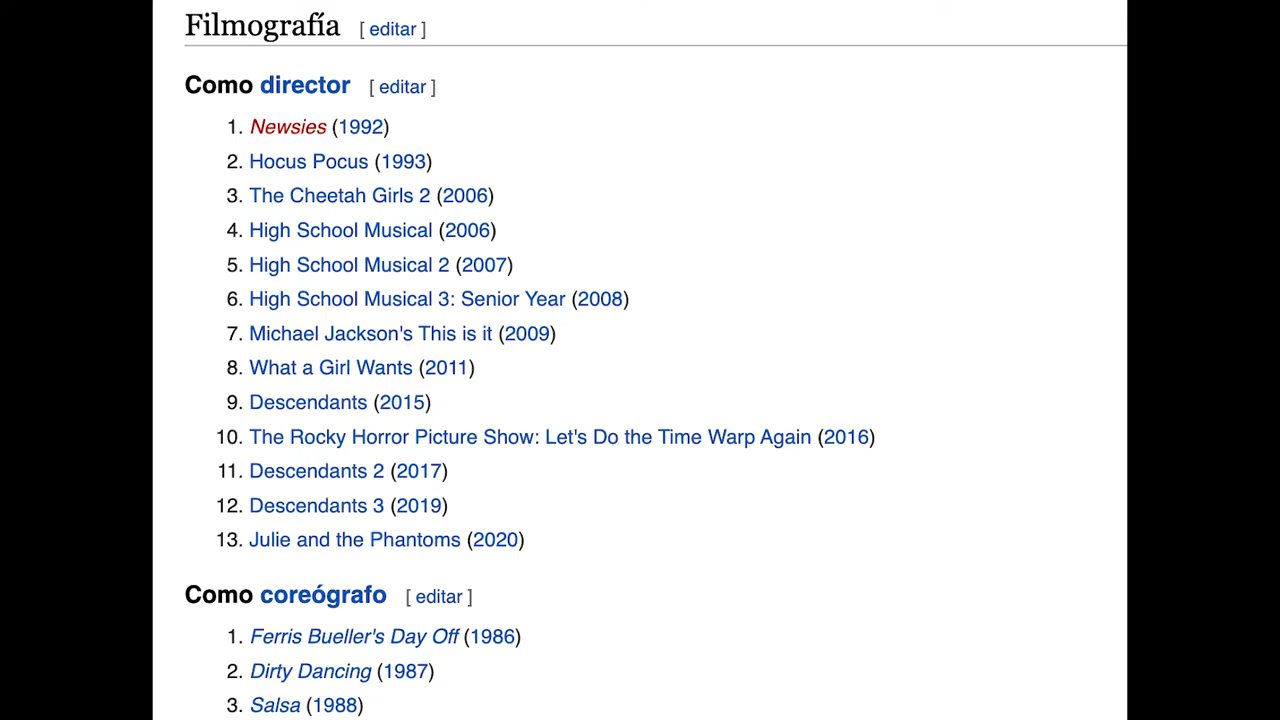 Filmografía [ editar ]
Como director [ editar ]
1. Newsies (1992)
2. Hocus Pocus (1993)
3. The Cheetah Girls 2 (2006)
4. High School Musical (2006)
5. High School Musical 2 (2007)
6. High School Musical 3: Senior Year (2008)
7. Michael Jackson's This is it (2009)
8. What a Girl Wants (2011)
9. Descendants (2015)
10. The Rocky Horror Picture Show: Let's Do the Time Warp Again (2016)
11. Descendants 2 (2017)
12. Descendants 3 (2019)
13. Julie and the Phantoms (2020)
Como coreógrafo [ editar ]
1. Ferris Bueller's Day Off (1986)
2. Dirty Dancing (1987)
3. Salsa (1988)